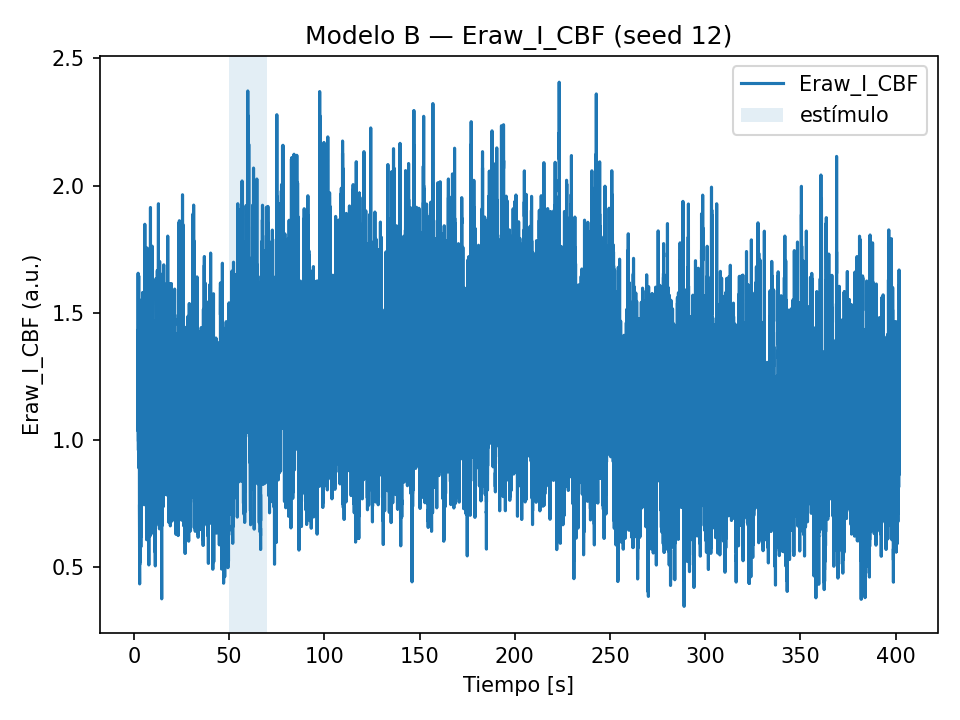 Modelo B — Eraw_I_CBF (seed 12)
2.5
2.0
1.5
1.0
0.5
Eraw_I_CBF (a.u.)
Eraw_I_CBF
estímulo
0
50
100
150
200
250
300
350
400
Tiempo [s]